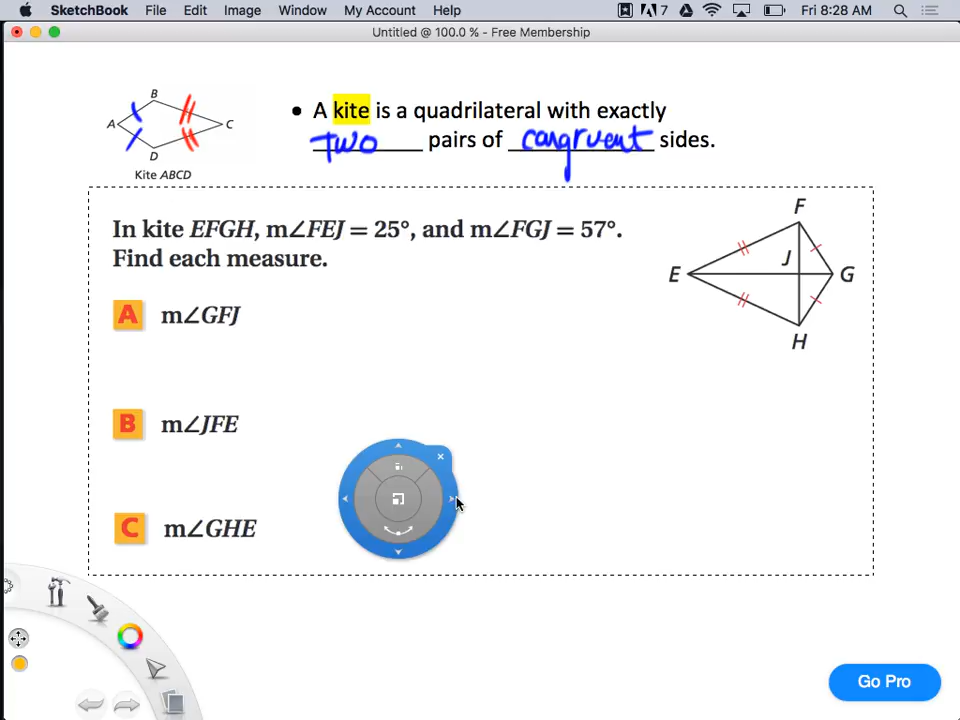 SketchBook File Edit Image Window My Account Help 7 Fri 8:28 AM
Untitled @ 100.0 % - Free Membership
B
A
C
D
Kite ABCD
• A kite is a quadrilateral with exactly
two pairs of congruent sides.
In kite EFGH, m∠FEJ = 25°, and m∠FGJ = 57°.
Find each measure.
F
E
J
G
H
A m∠GFJ
B m∠JFE
C m∠GHE
Go Pro